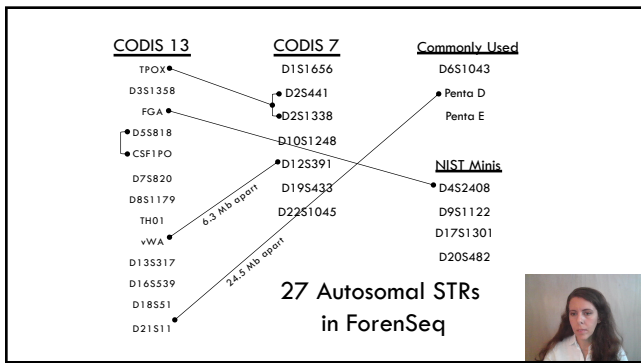 CODIS 13
TPOX
D3S1358
FGA
D5S818
CSF1PO
D7S820
D8S1179
TH01
vWA
D13S317
D16S539
D18S51
D21S11
CODIS 7
D1S1656
D2S441
D2S1338
D10S1248
D12S391
D19S433
D22S1045
6.3 Mb apart
24.5 Mb apart
Commonly Used
D6S1043
Penta D
Penta E
NIST Minis
D4S2408
D9S1122
D17S1301
D20S482
27 Autosomal STRs
in ForenSeq